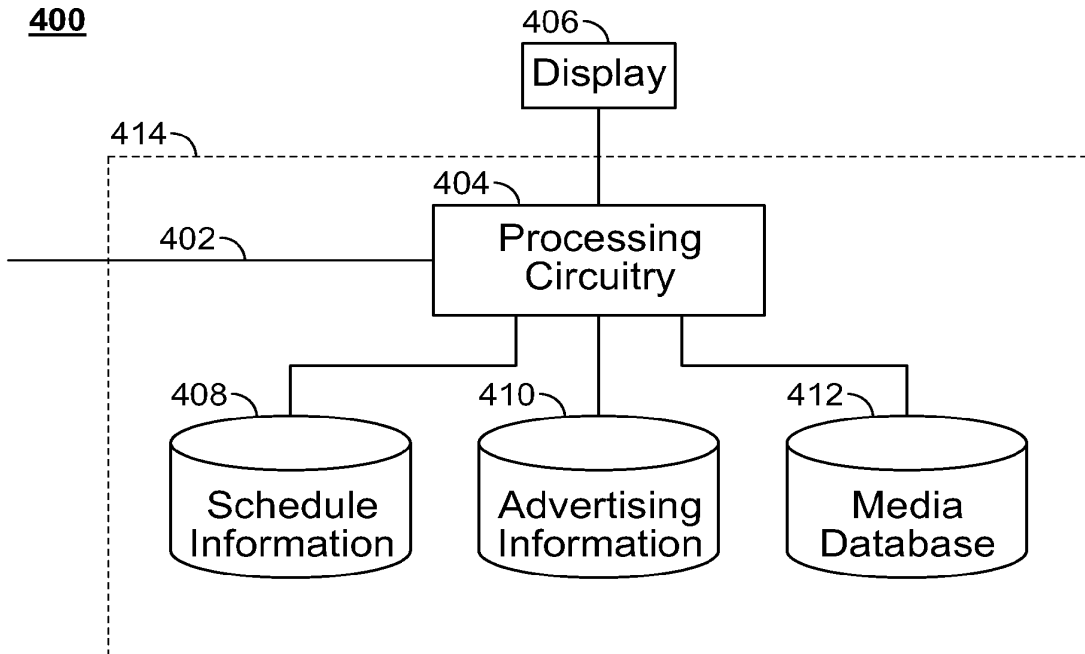 400
406
Display
414
404
Processing
Circuitry
402
408
410
412
Schedule
Information
Advertising
Information
Media
Database